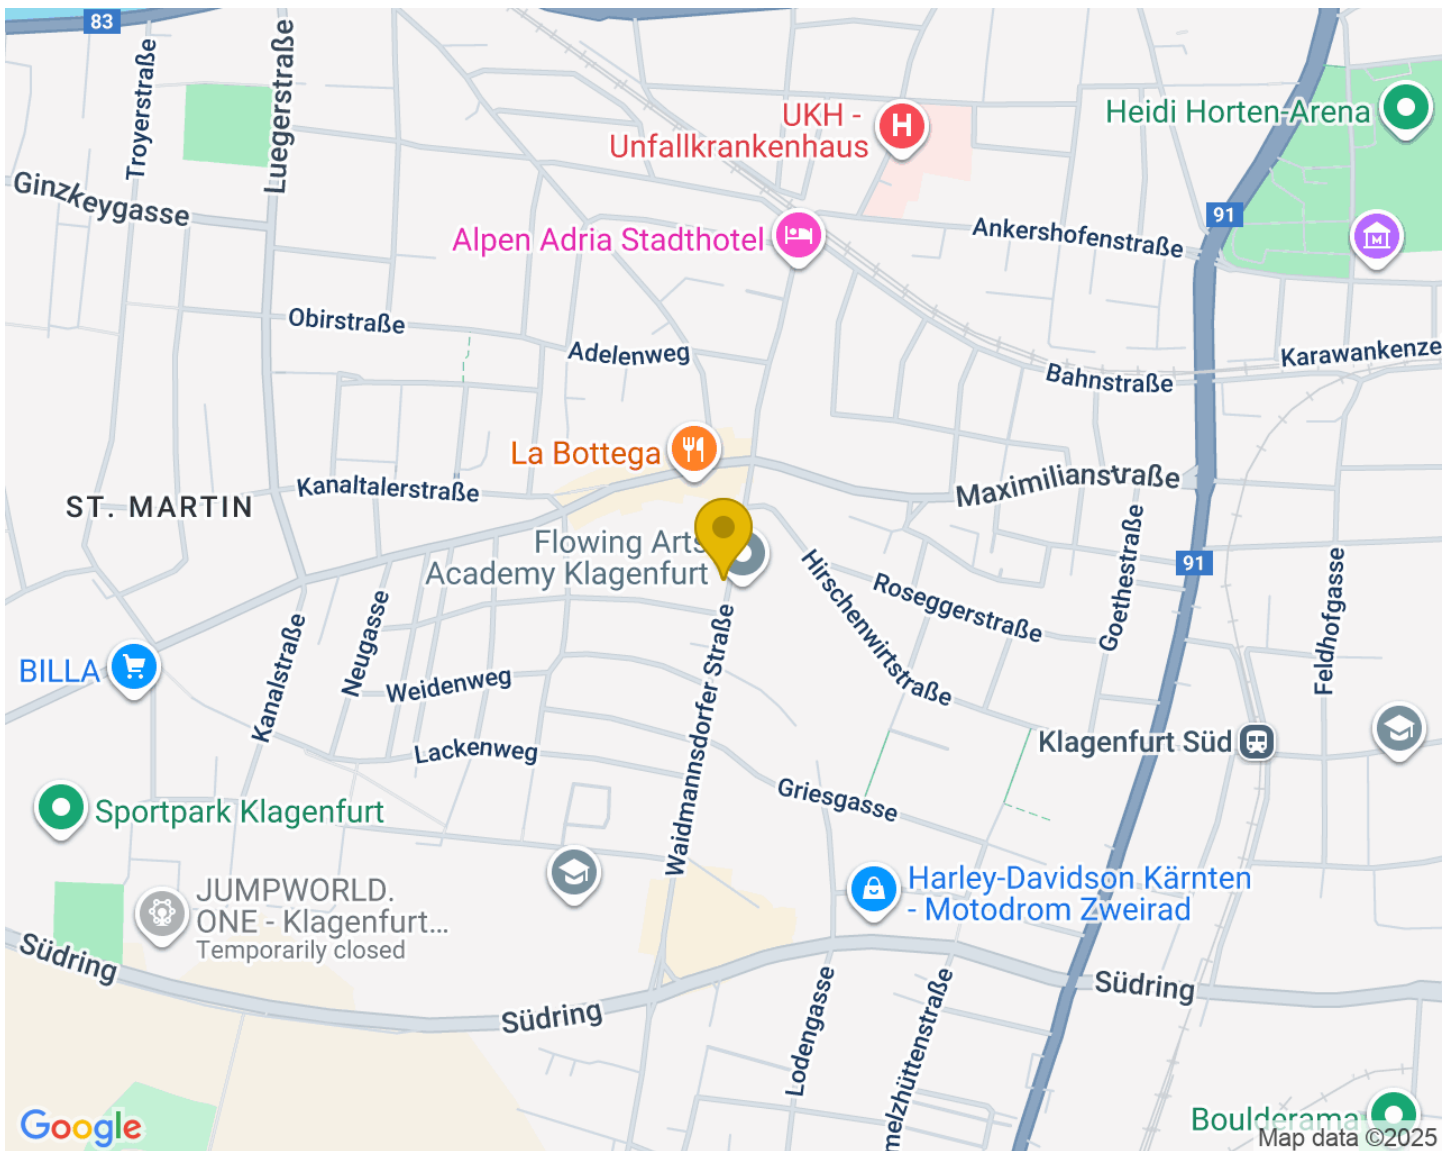 83
Troyerstraße
Luegerstraße
Ginzkeygasse
UKH -
Unfallkrankenhaus
H
Heidi Horten-Arena
91
M
Alpen Adria Stadthotel
Ankershofenstraße
Obirstraße
Adelenweg
Karawankenze
Bahnstraße
La Bottega
Kanaltalerstraße
Maximilianstraße
ST. MARTIN
Flowing Arts
Academy Klagenfurt
Hirschenwirtstraße
Roseggerstraße
Goethestraße
91
Feldhofgasse
Neugasse
Kanalstraße
BILLA
Weidenweg
Waidmannsdorfer Straße
Lackenweg
Klagenfurt Süd
Griesgasse
Sportpark Klagenfurt
JUMPWORLD.
ONE - Klagenfurt...
Temporarily closed
Harley-Davidson Kärnten
- Motodrom Zweirad
Südring
Südring
Südring
Lodengasse
melzhüttenstraße
Boulderama
Google
Map data ©2025